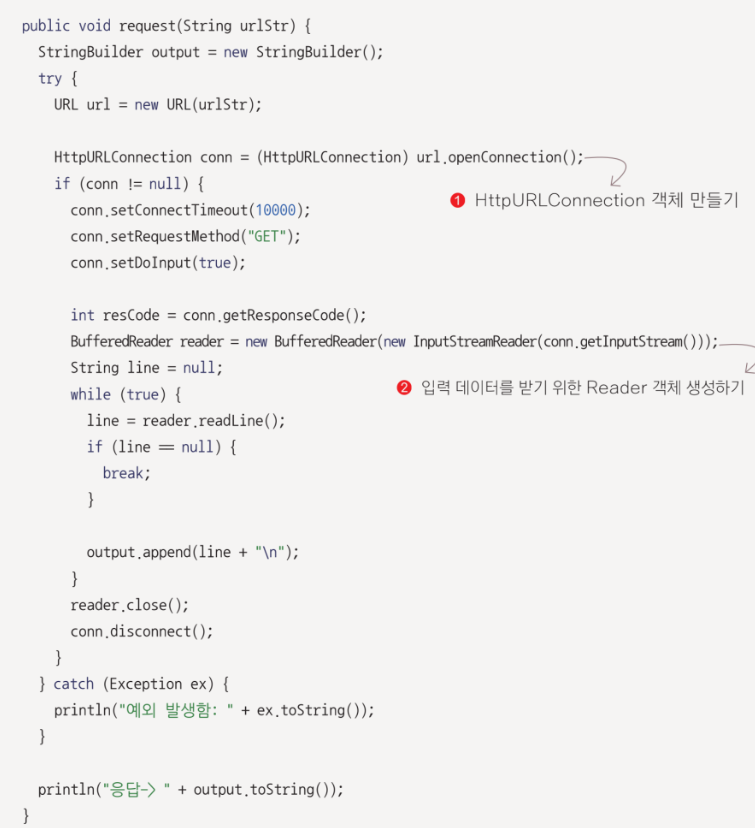 public void request(String urlStr) {
StringBuilder output = new StringBuilder();
try {
URL url = new URL(urlStr);
HttpURLConnection conn = (HttpURLConnection) url.openConnection();
if (conn != null) {
❶ HttpURLConnection 객체 만들기
conn.setConnectTimeout(10000);
conn.setRequestMethod("GET");
conn.setDoInput(true);
int resCode = conn.getResponseCode();
BufferedReader reader = new BufferedReader(new InputStreamReader(conn.getInputStream()));
String line = null;
❷ 입력 데이터를 받기 위한 Reader 객체 생성하기
while (true) {
line = reader.readLine();
if (line == null) {
break;
}
output.append(line + "\n");
}
reader.close();
conn.disconnect();
}
} catch (Exception ex) {
println("예외 발생함: " + ex.toString());
}
println("응답-> " + output.toString());
}